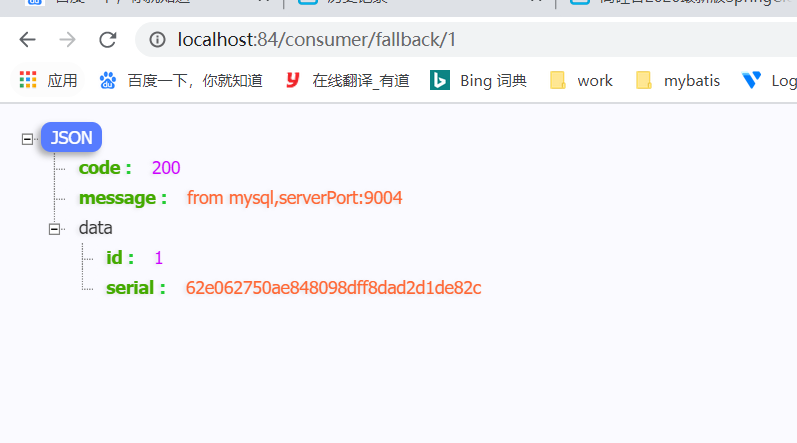 localhost:84/consumer/fallback/1
应用 百度一下，你就知道 在线翻译_有道 Bing 词典 work mybatis Log
JSON
code : 200
message : from mysql,serverPort:9004
data
id : 1
serial : 62e062750ae848098dff8dad2d1de82c